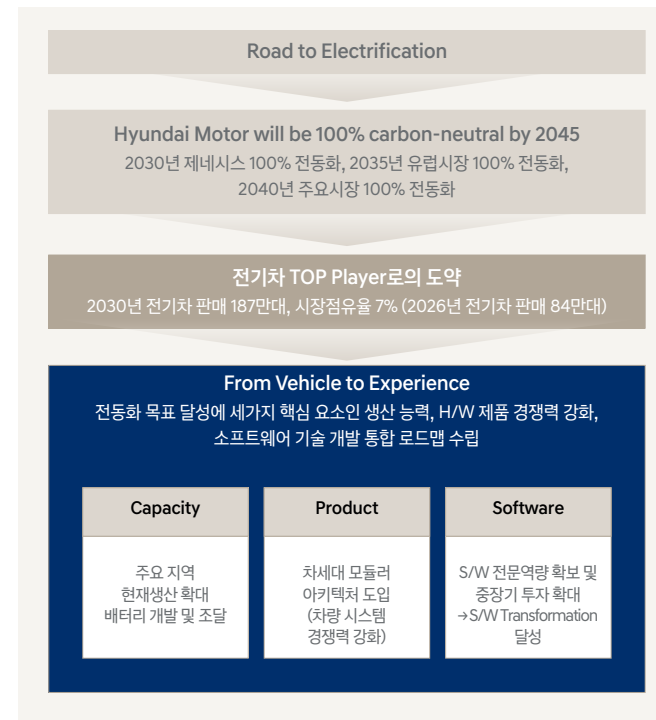 Road to Electrification
Hyundai Motor will be 100% carbon-neutral by 2045
2030년 제네시스 100% 전동화, 2035년 유럽시장 100% 전동화,
2040년 주요시장 100% 전동화
전기차 TOP Player로의 도약
2030년 전기차 판매 187만대, 시장점유율 7% (2026년 전기차 판매 84만대)
From Vehicle to Experience
전동화 목표 달성에 세가지 핵심 요소인 생산 능력, H/W 제품 경쟁력 강화,
소프트웨어 기술 개발 통합 로드맵 수립
Capacity
주요 지역
현재생산 확대
배터리 개발 및 조달
Product
차세대 모듈러
아키텍처 도입
(차량 시스템
경쟁력 강화)
Software
S/W 전문역량 확보 및
중장기 투자 확대
→S/W Transformation
달성